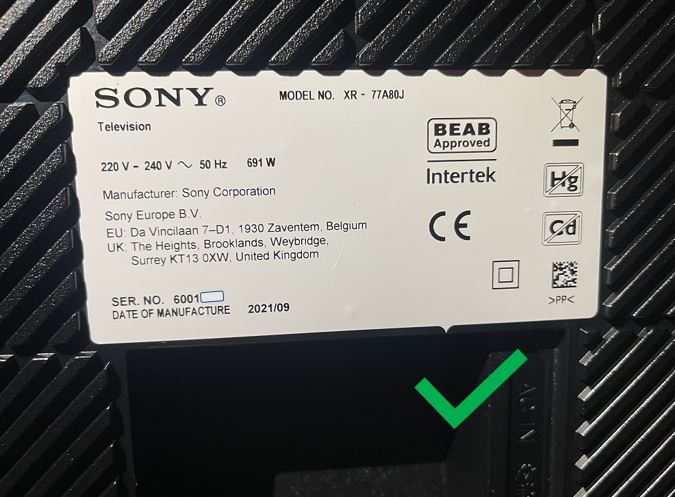 SONY®
MODEL NO. XR - 77A80J
Television
220 V - 240 V ~ 50 Hz 691 W
Manufacturer: Sony Corporation
Sony Europe B.V.
EU: Da Vincilaan 7-D1, 1930 Zaventem, Belgium
UK: The Heights, Brooklands, Weybridge,
Surrey KT13 0XW, United Kingdom
SER. NO. 6001
DATE OF MANUFACTURE 2021/09
BEAB
Approved
Intertek
CE
Hg
Cd
>PP<
AC IN